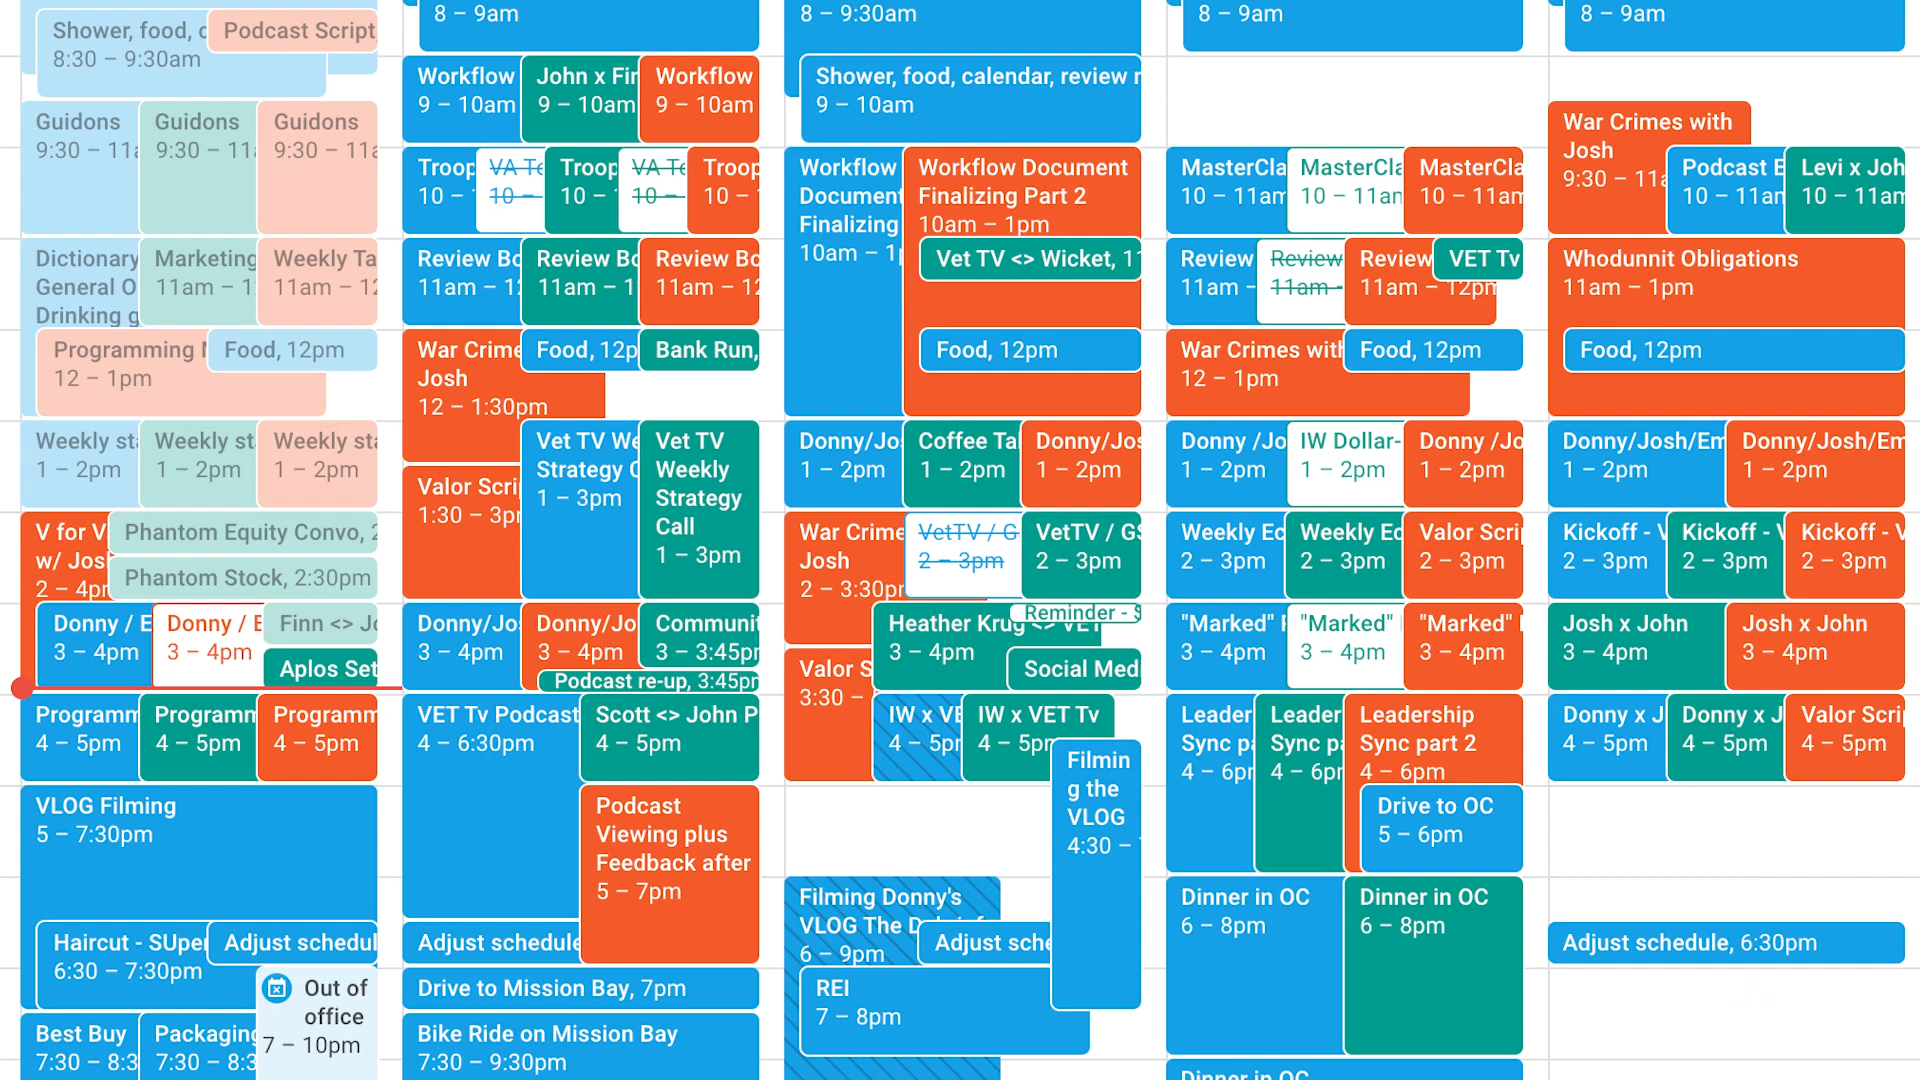 Shower, food, c
8:30 – 9:30am
Podcast Script
Guidons
9:30 – 11a
Guidons
9:30 – 11a
Guidons
9:30 – 11a
Dictionary
General O
Drinking g
Marketing
11am – 1
Weekly Ta
11am – 12
Programming
12 – 1pm
Food, 12pm
Weekly sta
1 – 2pm
Weekly sta
1 – 2pm
Weekly sta
1 – 2pm
V for V
w/ Josh
2 – 4pm
Phantom Equity Convo, 2
Phantom Stock, 2:30pm
Donny / E
3 – 4pm
Donny / E
3 – 4pm
Finn <> Jo
Aplos Set
Programm
4 – 5pm
Programm
4 – 5pm
Programm
4 – 5pm
VLOG Filming
5 – 7:30pm
Haircut - SUper
6:30 – 7:30pm
Adjust schedul
Out of
office
7 – 10pm
Best Buy
7:30 – 8:3
Packaging
7:30 – 8:3
8 – 9am
Workflow
9 – 10am
John x Fin
9 – 10am
Workflow
9 – 10am
Troop
10 –
VA Te
10 –
Troop
10 –
VA Te
10 –
Troop
10 –
Review Bo
11am – 12
Review Bo
11am – 1
Review Bo
11am – 12
War Crime
Josh
12 – 1:30pm
Food, 12p
Bank Run,
Valor Scri
1:30 – 3pm
Vet TV We
Strategy C
1 – 3pm
Vet TV
Weekly
Strategy
Call
1 – 3pm
Donny/Jo
3 – 4pm
Donny/Jo
3 – 4pm
Communit
3 – 3:45pm
Podcast re-up, 3:45pm
VET Tv Podcast
4 – 6:30pm
Scott <> John P
4 – 5pm
Podcast
Viewing plus
Feedback after
5 – 7pm
Adjust schedule
Drive to Mission Bay, 7pm
Bike Ride on Mission Bay
7:30 – 9:30pm
8 – 9:30am
Shower, food, calendar, review r
9 – 10am
Workflow
Document
Finalizing
10am – 1p
Workflow Document
Finalizing Part 2
10am – 1pm
Vet TV <> Wicket, 11
Food, 12pm
Donny/Jo
1 – 2pm
Coffee Tal
1 – 2pm
Donny/Jos
1 – 2pm
War Crime
Josh
2 – 3:30pm
VetTV / G
2 – 3pm
VetTV / GS
2 – 3pm
Heather Krug <> VET
3 – 4pm
Reminder - S
Social Medi
Valor S
3:30 –
IW x VE
4 – 5pm
IW x VET Tv
4 – 5pm
Filmin
g the
VLOG
4:30 –
Filming Donny's
VLOG The D
6 – 9pm
Adjust sche
REI
7 – 8pm
8 – 9am
MasterCla
10 – 11am
MasterCla
10 – 11am
MasterCla
10 – 11am
Review
11am –
Review
11am –
Review
11am – 12pm
VET Tv
War Crimes with
12 – 1pm
Food, 12pm
Donny /Jo
1 – 2pm
IW Dollar-
1 – 2pm
Donny /Jo
1 – 2pm
Weekly Ec
2 – 3pm
Weekly Ec
2 – 3pm
Valor Scri
2 – 3pm
"Marked"
3 – 4pm
"Marked"
3 – 4pm
"Marked"
3 – 4pm
Leader
Sync pa
4 – 6pm
Leader
Sync p
4 – 6pm
Leadership
Sync part 2
4 – 6pm
Drive to OC
5 – 6pm
Dinner in OC
6 – 8pm
Dinner in OC
6 – 8pm
Dinner in OC
8 – 9am
War Crimes with
Josh
9:30 – 11a
Podcast E
10 – 11am
Levi x Joh
10 – 11am
Whodunnit Obligations
11am – 1pm
Food, 12pm
Donny/Josh/Em
1 – 2pm
Donny/Josh/Em
1 – 2pm
Kickoff - V
2 – 3pm
Kickoff - V
2 – 3pm
Kickoff - V
2 – 3pm
Josh x John
3 – 4pm
Josh x John
3 – 4pm
Donny x J
4 – 5pm
Donny x J
4 – 5pm
Valor Scri
4 – 5pm
Adjust schedule, 6:30pm